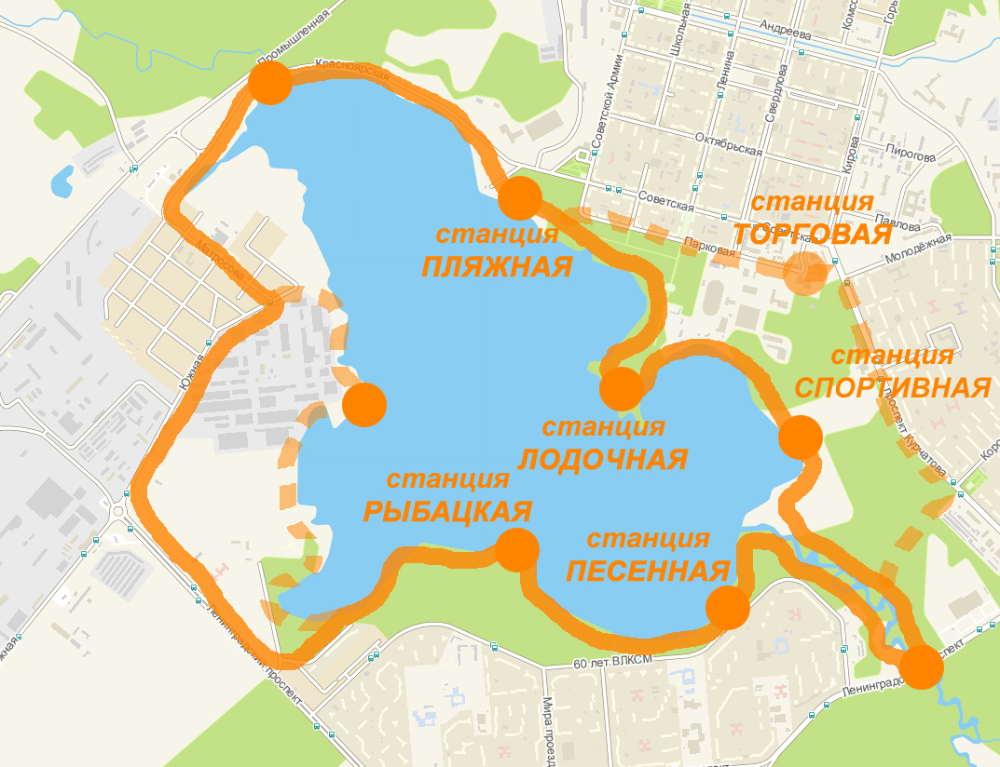 Промышленная
Красноярская
Андреева
Школьная
Ленина
Свердлова
Советской Армии
Октябрьская
Кирова
Пирогова
Советская
станция
ТОРГОВАЯ
Советская
Павлова
Парковая
Молодёжная
станция
ПЛЯЖНАЯ
Матросова
Южная
станция
СПОРТИВНАЯ
проспект Курчатова
станция
ЛОДОЧНАЯ
станция
РЫБАЦКАЯ
станция
ПЕСЕННАЯ
Ленинградский проспект
60 лет ВЛКСМ
Мира проезд